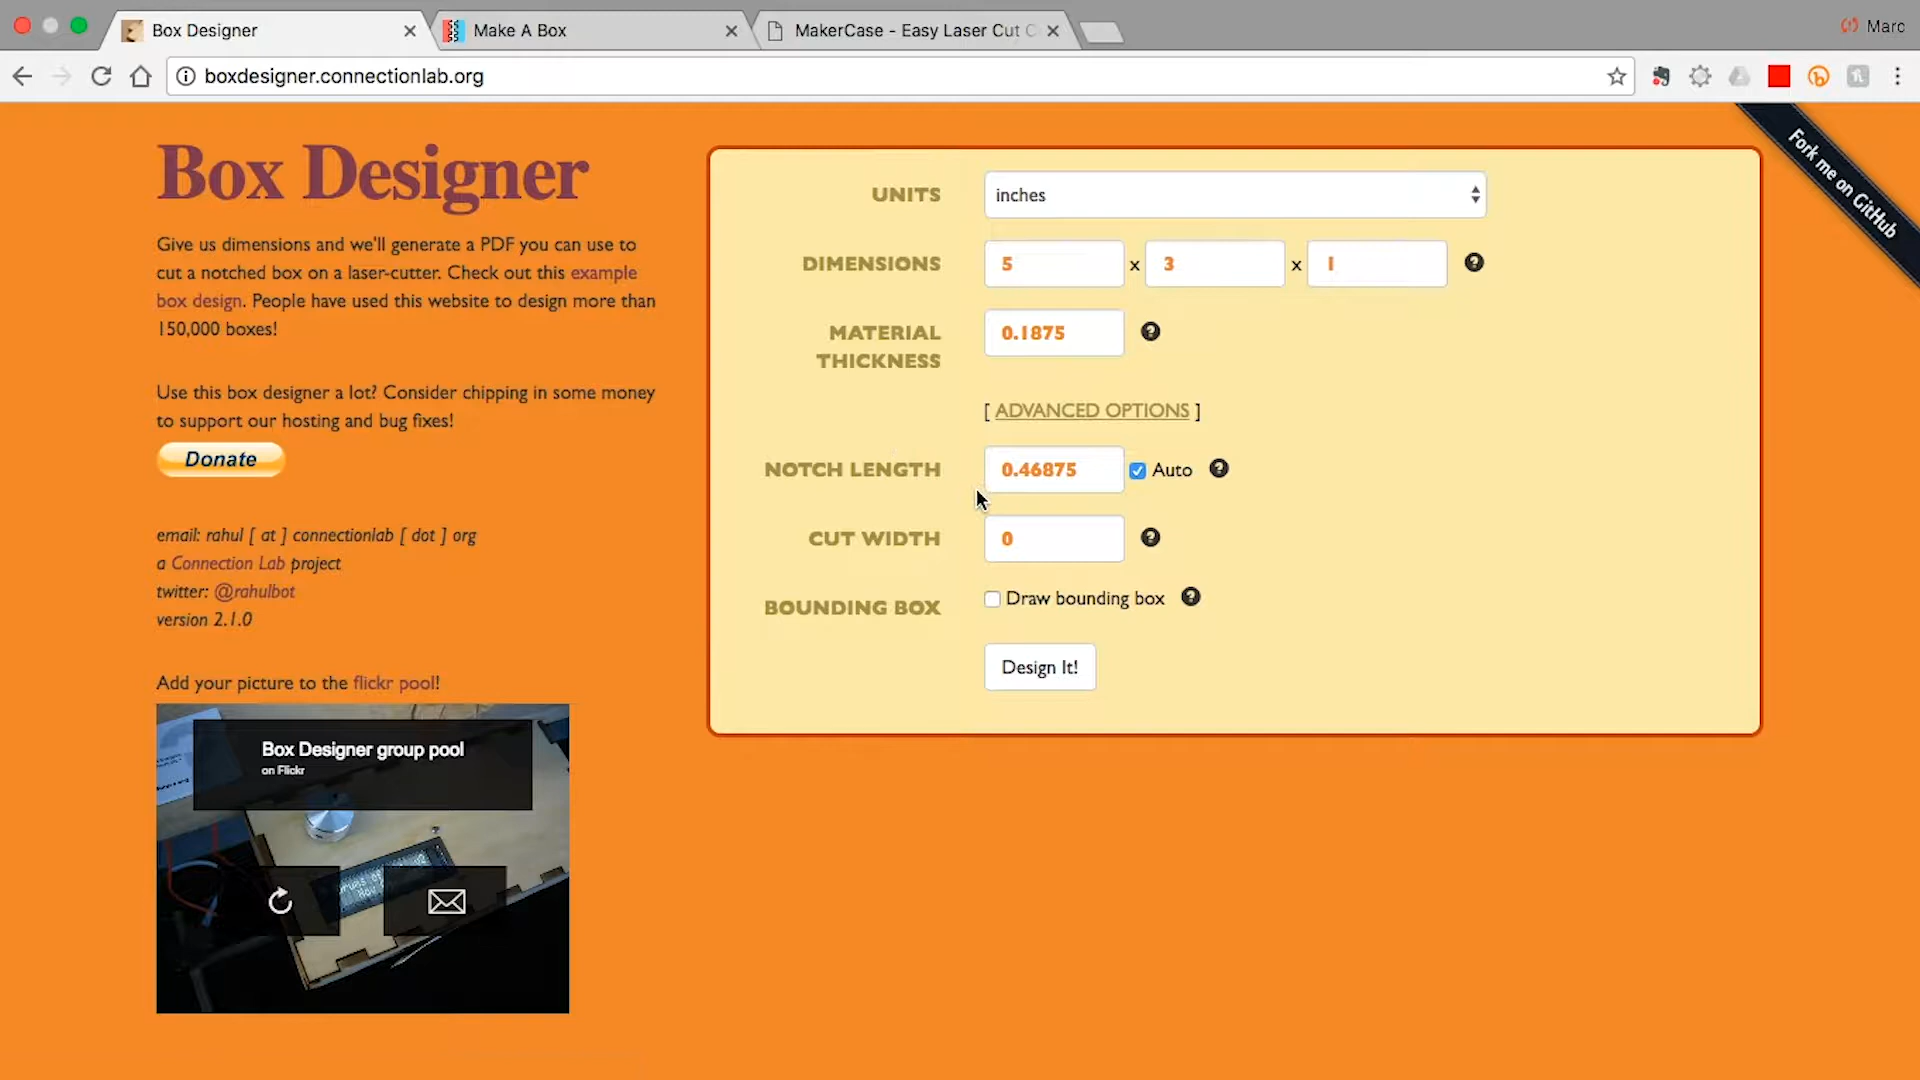 Box Designer
Make A Box
MakerCase - Easy Laser Cut C
Marc
boxdesigner.connectionlab.org
Fork me on GitHub
Box Designer
Give us dimensions and we'll generate a PDF you can use to
cut a notched box on a laser-cutter. Check out this example
box design. People have used this website to design more than
150,000 boxes!
Use this box designer a lot? Consider chipping in some money
to support our hosting and bug fixes!
Donate
email: rahul [ at ] connectionlab [ dot ] org
a Connection Lab project
twitter: @rahulbot
version 2.1.0
Add your picture to the flickr pool!
Box Designer group pool
on Flickr
UNITS
inches
DIMENSIONS
5 x 3 x 1
MATERIAL
THICKNESS
0.1875
[ ADVANCED OPTIONS ]
NOTCH LENGTH
0.46875
Auto
CUT WIDTH
0
BOUNDING BOX
Draw bounding box
Design It!